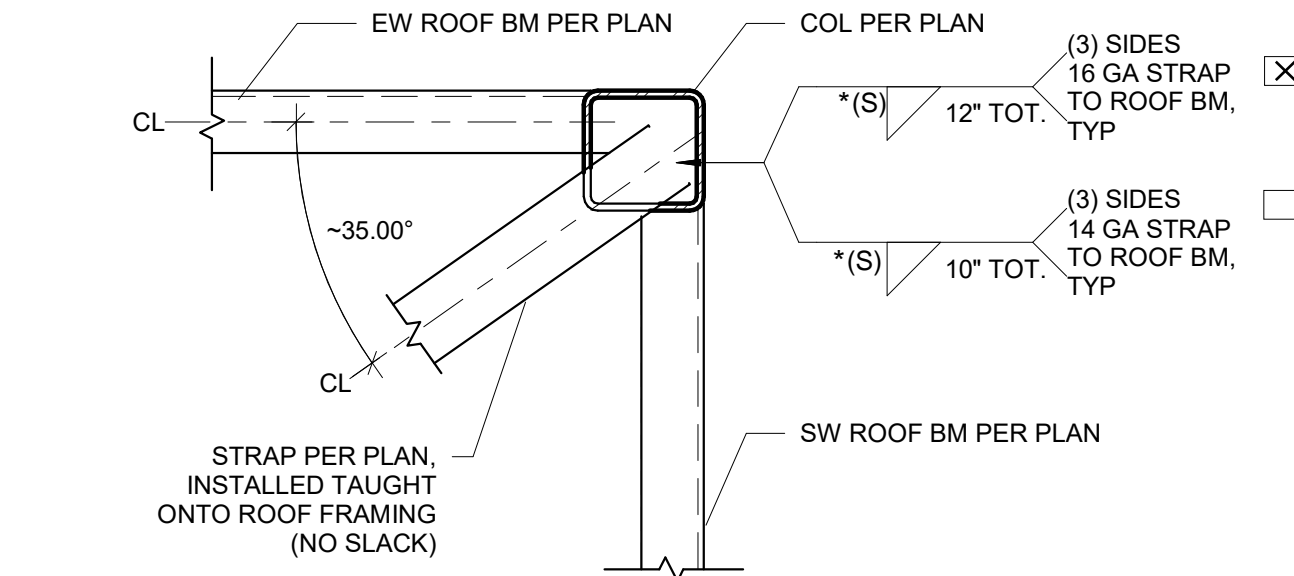 EW ROOF BM PER PLAN
COL PER PLAN
(3) SIDES
16 GA STRAP
TO ROOF BM,
TYP
*(S)
12" TOT.
CL
~35.00°
(3) SIDES
14 GA STRAP
TO ROOF BM,
TYP
*(S)
10" TOT.
CL
SW ROOF BM PER PLAN
STRAP PER PLAN,
INSTALLED TAUGHT
ONTO ROOF FRAMING
(NO SLACK)